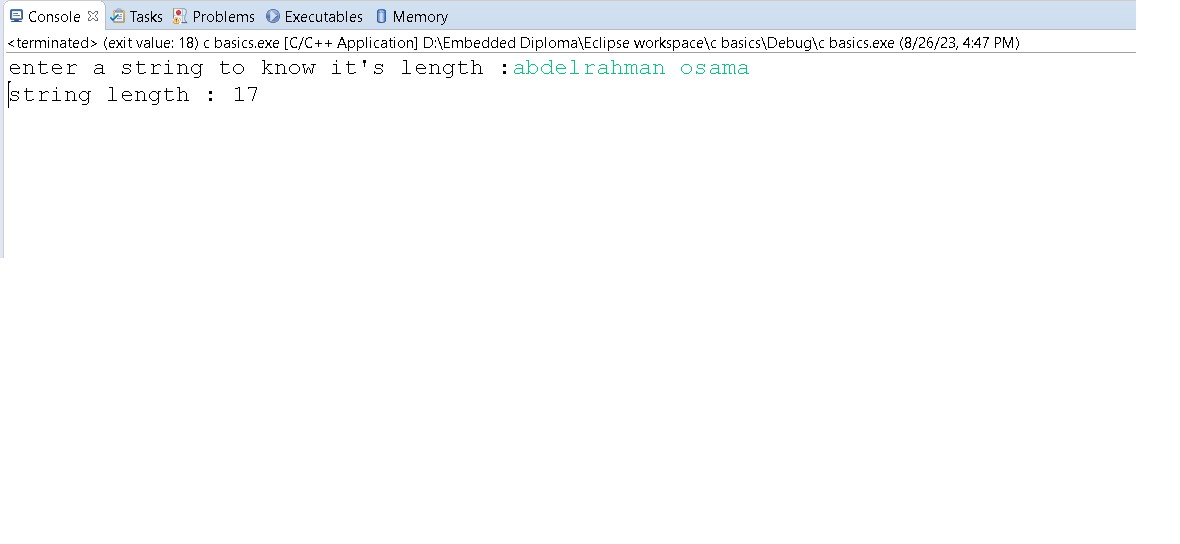 Console Tasks Problems Executables Memory
<terminated> (exit value: 18) c basics.exe [C/C++ Application] D:\Embedded Diploma\Eclipse workspace\c basics\Debug\c basics.exe (8/26/23, 4:47 PM)
enter a string to know it's length :abdelrahman osama
string length : 17